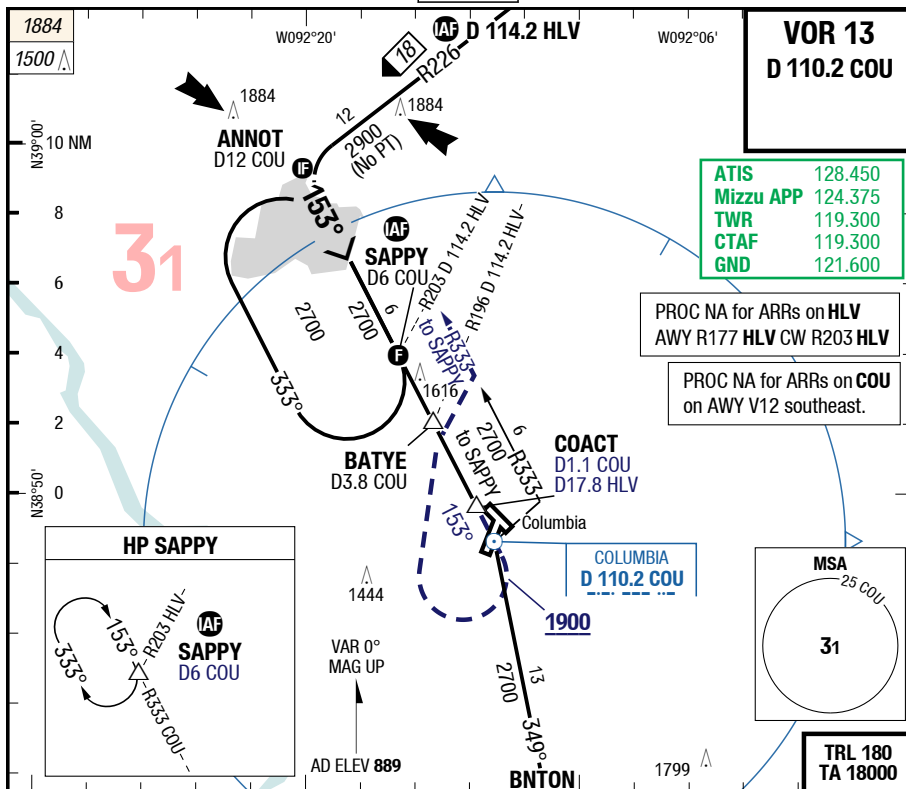 1884
1500
W092°20'
IAF D 114.2 HLV
W092°06'
VOR 13
D 110.2 COU
18
R226
1884
1884
12
2900
(No PT)
N39°00'
10 NM
ANNOT
D12 COU
IF
153°
8
6
4
2
0
31
IAF
SAPPY
D6 COU
R203 D 114.2 HLV
R196 D 114.2 HLV
ATIS 128.450
Mizzu APP 124.375
TWR 119.300
CTAF 119.300
GND 121.600
PROC NA for ARRs on HLV
AWY R177 HLV CW R203 HLV
PROC NA for ARRs on COU
on AWY V12 southeast.
2700
2700
6
333°
F
R333
to SAPPY
1616
BATYE
D3.8 COU
6
2700
R333
to SAPPY
COACT
D1.1 COU
D17.8 HLV
N38°50'
153°
Columbia
COLUMBIA
D 110.2 COU
1900
1444
VAR 0°
MAG UP
AD ELEV 889
13
2700
349°
BNTON
1799
HP SAPPY
153°
333°
R203 HLV
IAF
SAPPY
D6 COU
R333 COU
MSA
25 COU
31
TRL 180
TA 18000